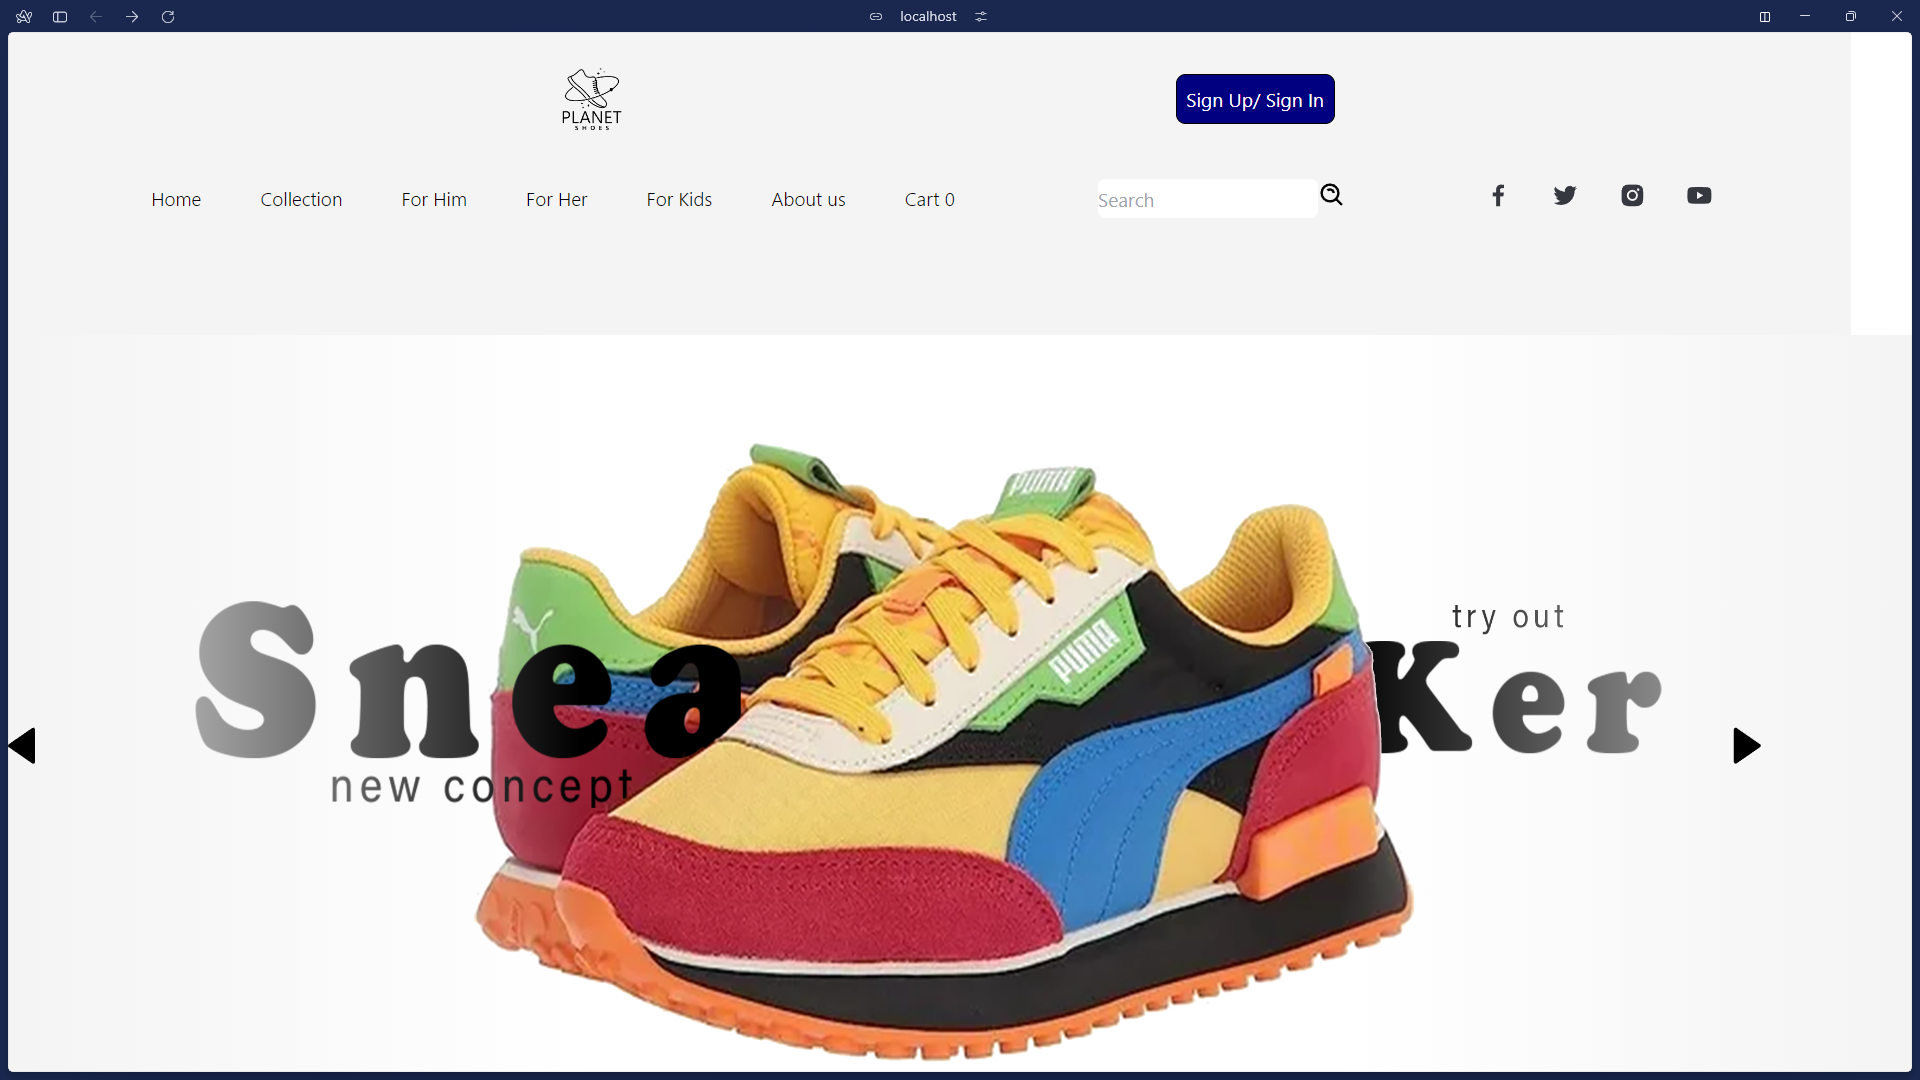 localhost
PLANET
SHOES
Sign Up/ Sign In
Home
Collection
For Him
For Her
For Kids
About us
Cart 0
Search
PUMA
PUMA
try out
Snea
Ker
new concept